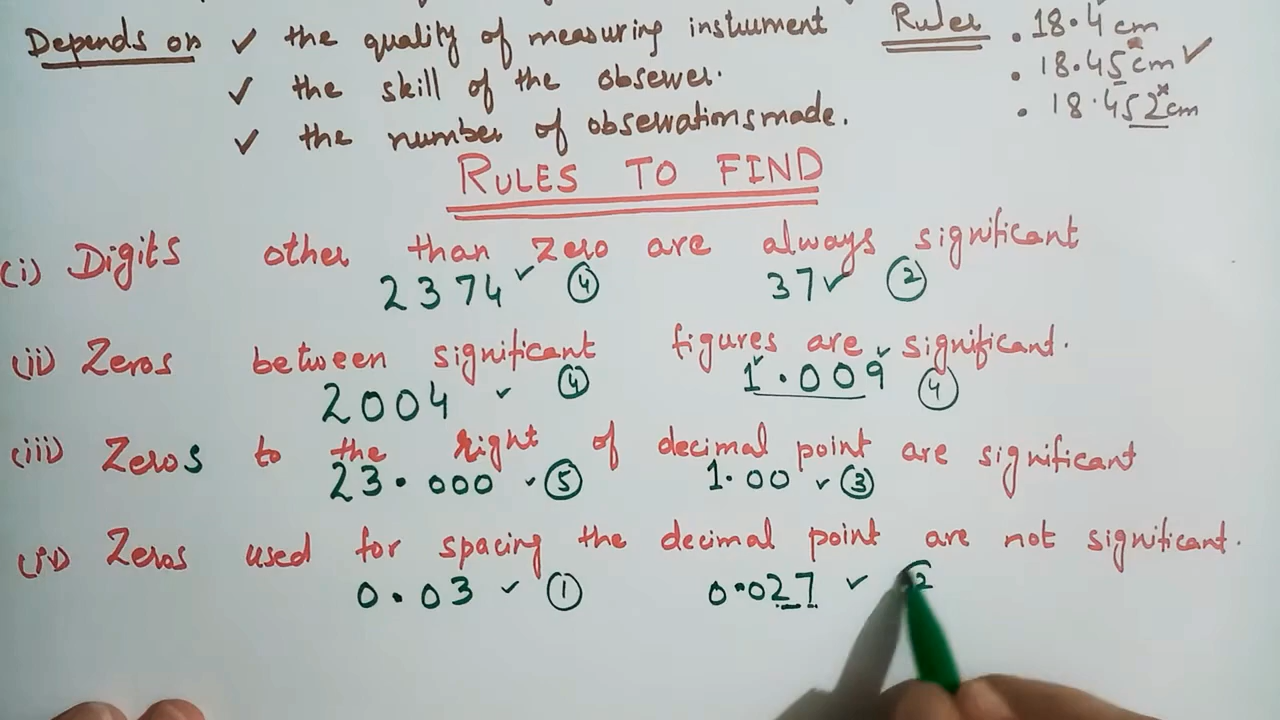 Depends on ✓ the quality of measuring instrument
✓ the skill of the observer.
✓ the number of observations made.
Rules
. 18.4 cm
. 18.45 cm ✓
. 18.452 cm
RULES TO FIND
(i) Digits other than zero are always significant
2374 ✓ ④ 37 ✓ ②
(ii) Zeros between significant figures are significant.
2004 ✓ ④ 1.009 ④
(iii) Zeros to the right of decimal point are significant
23.000 ✓ ⑤ 1.00 ✓ ③
(iv) Zeros used for spacing the decimal point are not significant.
0.03 ✓ ① 0.027 ✓ 2